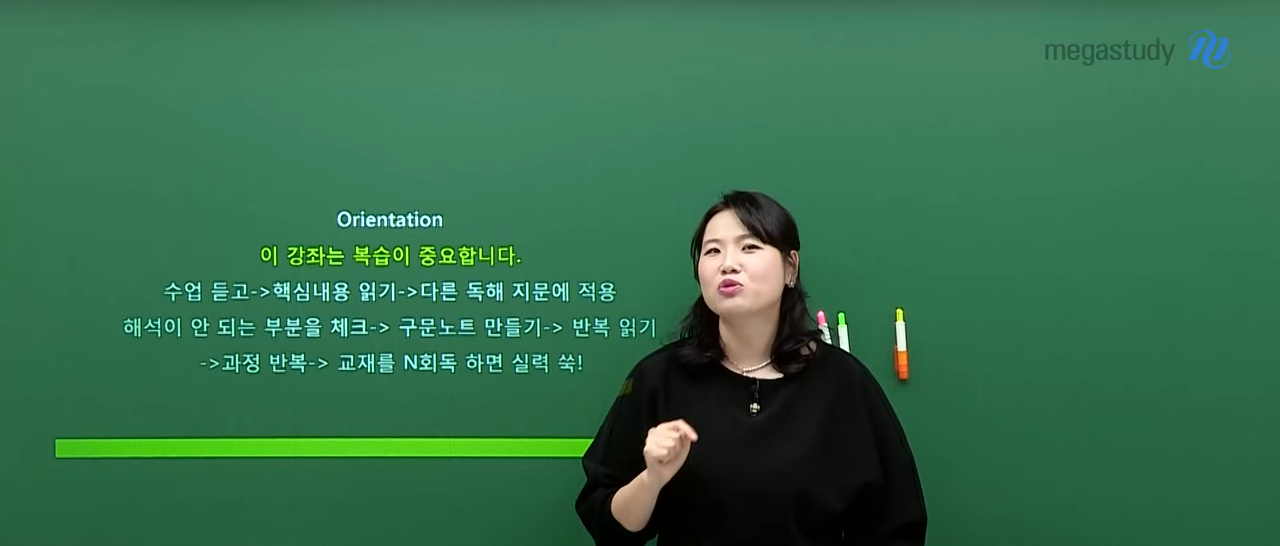 megastudy
Orientation
이 강좌는 복습이 중요합니다.
수업 듣고->핵심내용 읽기->다른 독해 지문에 적용
해석이 안 되는 부분을 체크-> 구문노트 만들기-> 반복 읽기
->과정 반복-> 교재를 N회독 하면 실력 쑥!